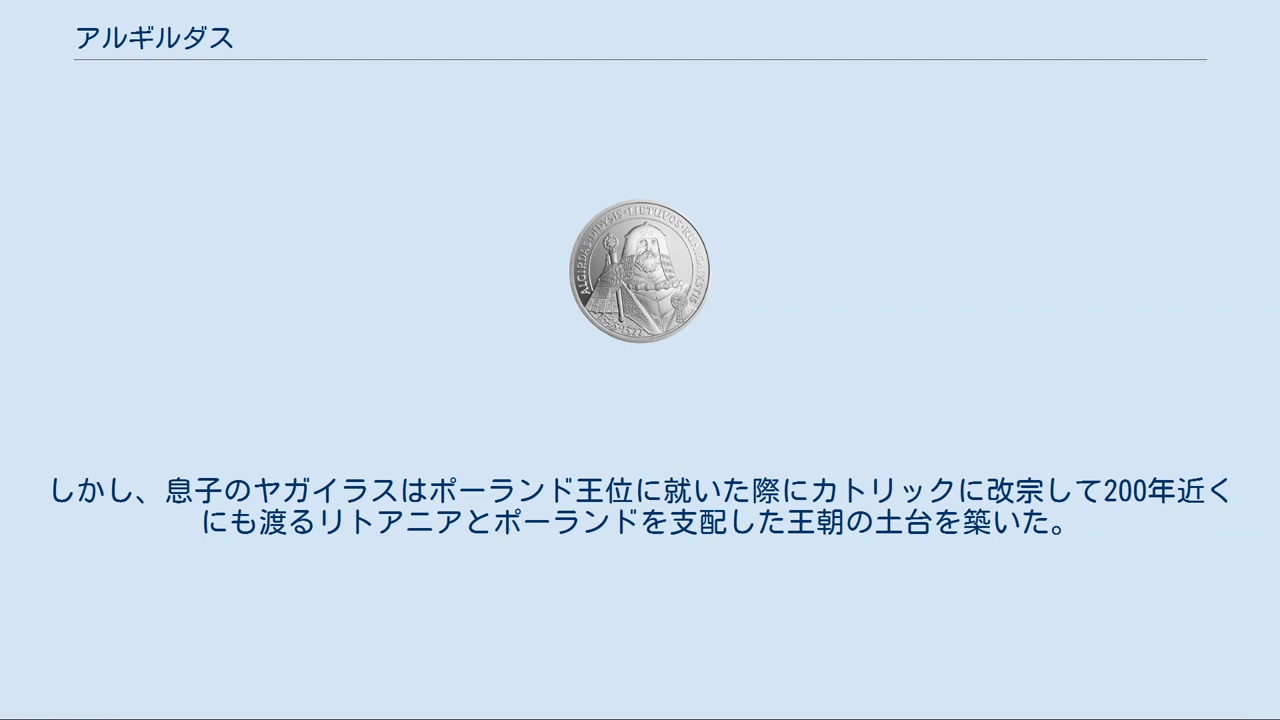 アルギルダス
ALGIRDAS·DIDYSIS·LIETUVOS·KUNIGAIKŠTIS
しかし、息子のヤガイラスはポーランド王位に就いた際にカトリックに改宗して200年近く
にも渡るリトアニアとポーランドを支配した王朝の土台を築いた。